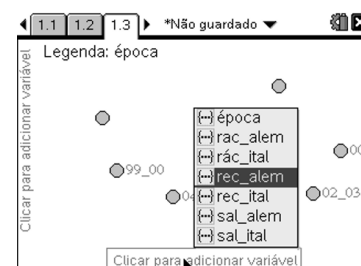 1.1 1.2 1.3 *Não guardado
Legenda: época
Clicar para adicionar variável
época
rac_alem
rác_ital
99_00
rec_alem
rec_ital
02_03
sal_alem
sal_ital
Clicar para adicionar variável